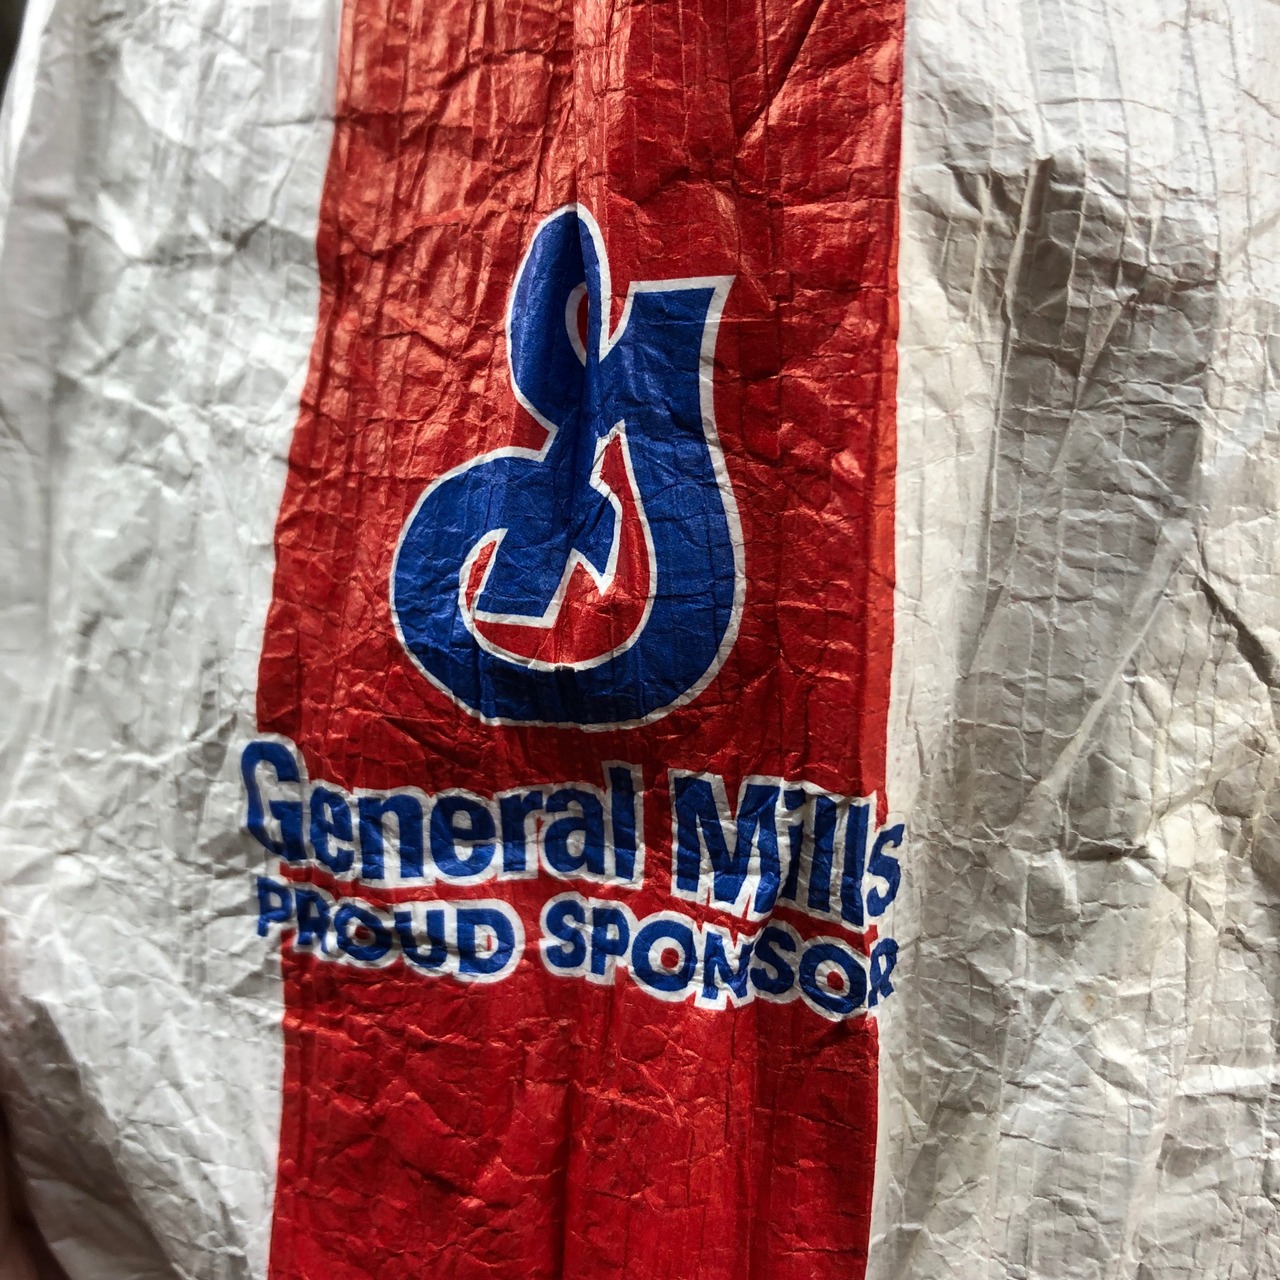 G
General Mills
PROUD SPONSOR